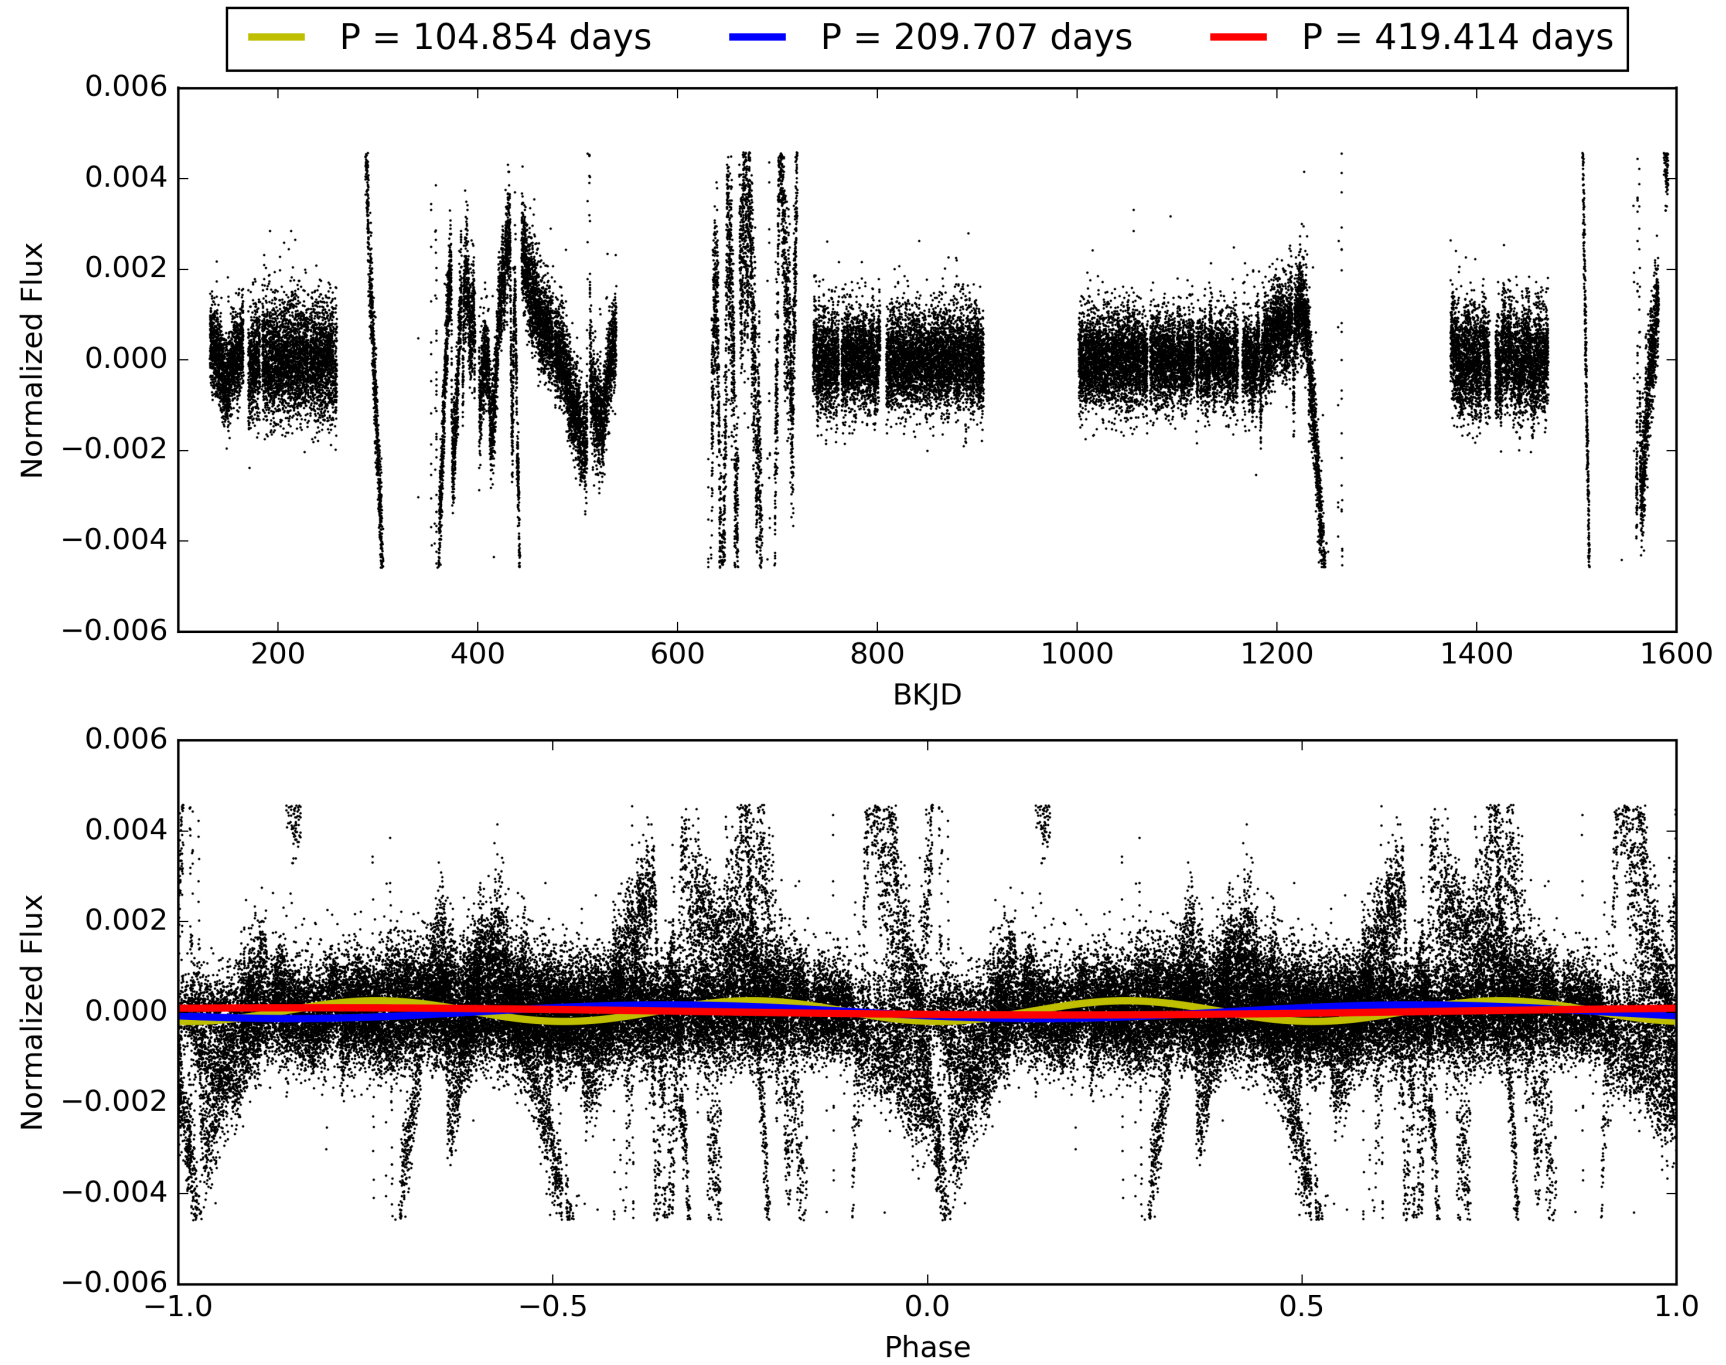 P = 104.854 days P = 209.707 days P = 419.414 days
0.006
0.004
0.002
0.000
−0.002
−0.004
−0.006
Normalized Flux
200 400 600 800 1000 1200 1400 1600
BKJD
0.006
0.004
0.002
0.000
−0.002
−0.004
−0.006
Normalized Flux
−1.0 −0.5 0.0 0.5 1.0
Phase